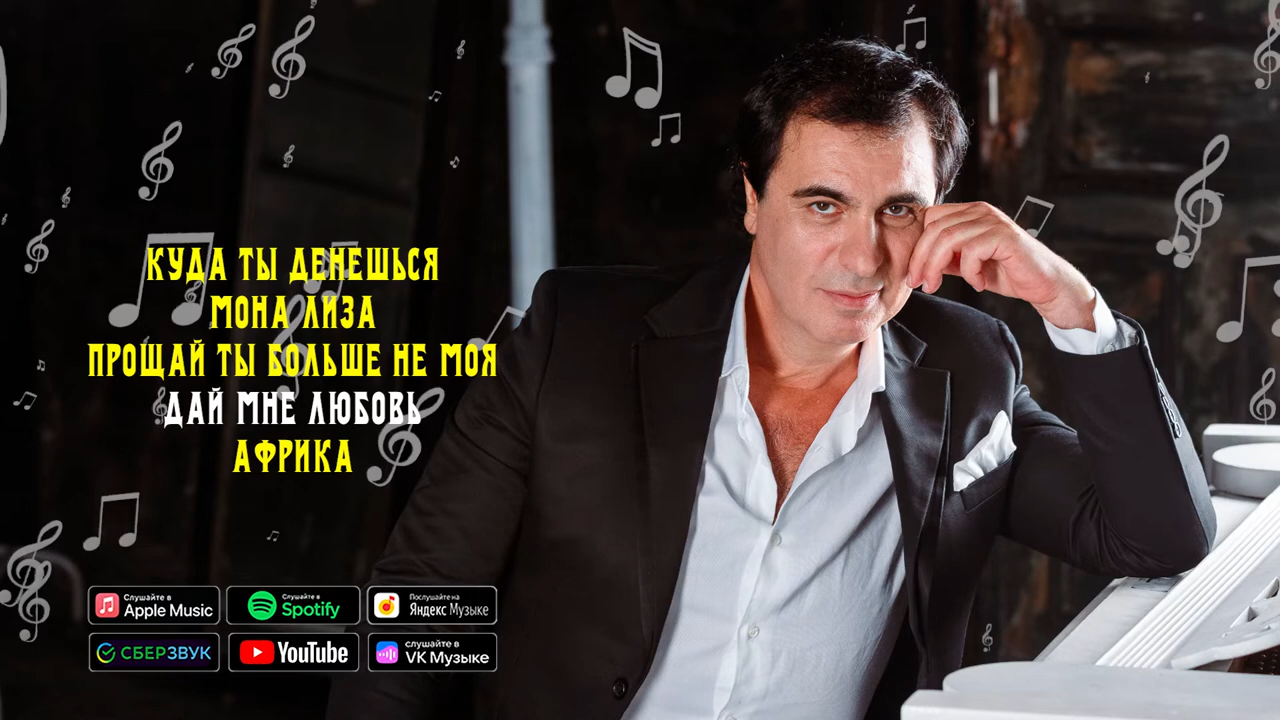 КУДА ТЫ ДЕНЕШЬСЯ
МОНА ЛИЗА
ПРОЩАЙ ТЫ БОЛЬШЕ НЕ МОЯ
ДАЙ МНЕ ЛЮБОВЬ
АФРИКА
Слушайте в
Apple Music
Слушайте в
Spotify
Послушайте на
Яндекс Музыке
СБЕРЗВУК
YouTube
слушайте в
VK Музыке